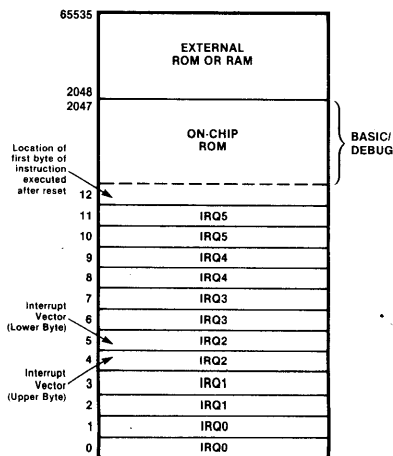 65535
EXTERNAL
ROM OR RAM
2048
2047
ON-CHIP
ROM
BASIC/
DEBUG
Location of
first byte of
instruction
executed
after reset
12
11 IRQ5
10 IRQ5
9 IRQ4
8 IRQ4
7 IRQ3
6 IRQ3
Interrupt
Vector
(Lower Byte)
5 IRQ2
4 IRQ2
Interrupt
Vector
(Upper Byte)
3 IRQ1
2 IRQ1
1 IRQ0
0 IRQ0